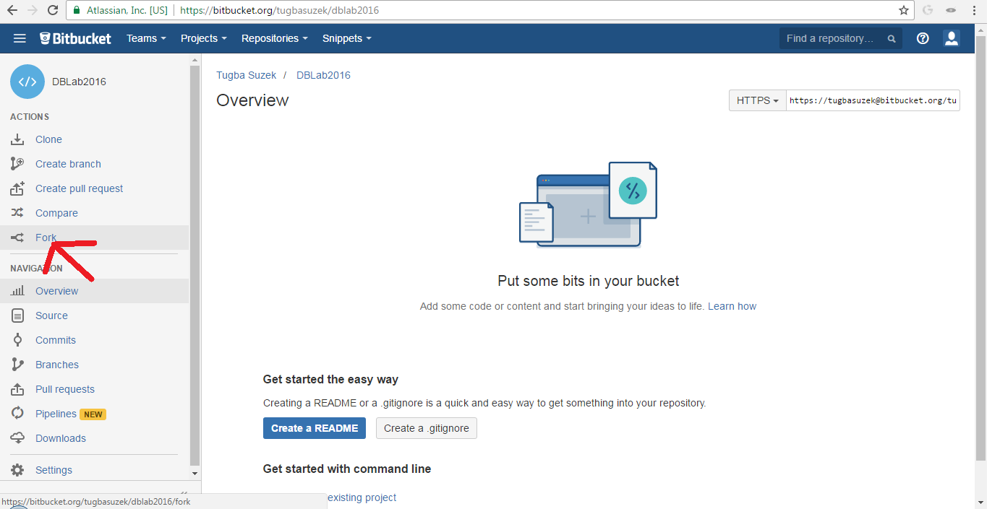 Atlassian, Inc. [US] https://bitbucket.org/tugbasuzek/dblab2016
Bitbucket Teams Projects Repositories Snippets Find a repository...
DBLab2016
ACTIONS
Clone
Create branch
Create pull request
Compare
Fork
NAVIGATION
Overview
Source
Commits
Branches
Pull requests
Pipelines NEW
Downloads
Settings
https://bitbucket.org/tugbasuzek/dblab2016/fork
Tugba Suzek / DBLab2016
Overview
HTTPS https://tugbasuzek@bitbucket.org/tu
Put some bits in your bucket
Add some code or content and start bringing your ideas to life. Learn how
Get started the easy way
Creating a README or a .gitignore is a quick and easy way to get something into your repository.
Create a README Create a .gitignore
Get started with command line
existing project